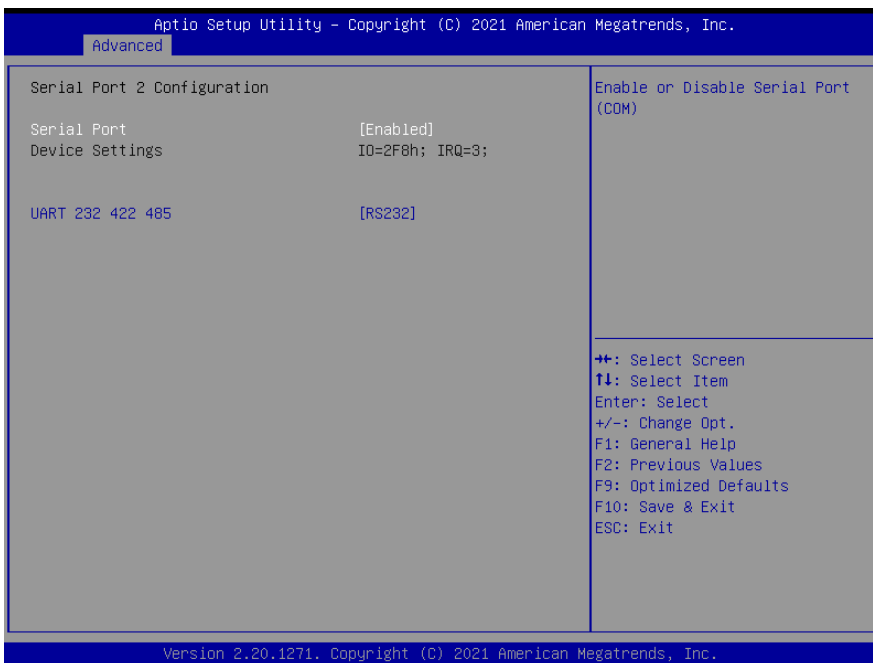 Aptio Setup Utility – Copyright (C) 2021 American Megatrends, Inc.
Advanced
Serial Port 2 Configuration
Serial Port [Enabled]
Device Settings IO=2F8h; IRQ=3;
UART 232 422 485 [RS232]
Enable or Disable Serial Port
(COM)
→←: Select Screen
↑↓: Select Item
Enter: Select
+/-: Change Opt.
F1: General Help
F2: Previous Values
F9: Optimized Defaults
F10: Save & Exit
ESC: Exit
Version 2.20.1271. Copyright (C) 2021 American Megatrends, Inc.